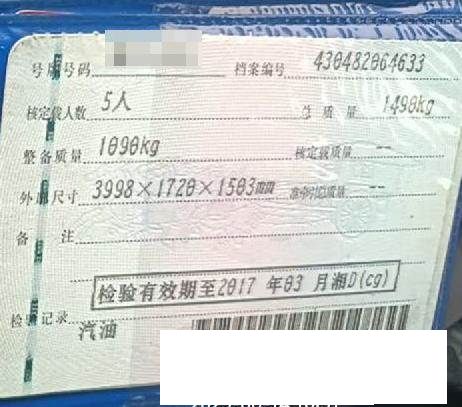 号牌号码 档案编号 430482064633
核定载人数 5人 总质量 1490kg
整备质量 1090kg 核定载质量 --
外廓尺寸 3998×1720×1503mm 准牵引总质量 --
备注
检验有效期至2017 年03 月湘D(cg)
检验记录
汽油